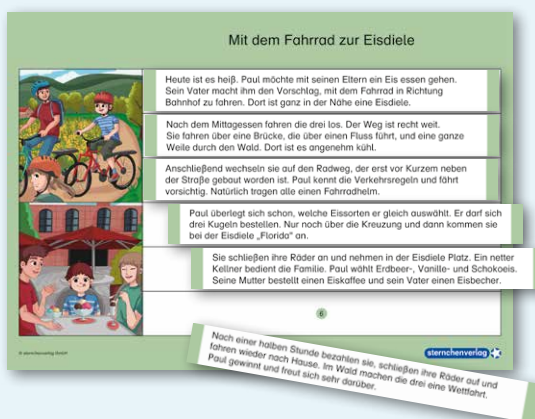 Mit dem Fahrrad zur Eisdiele
Heute ist es heiß. Paul möchte mit seinen Eltern ein Eis essen gehen.
Sein Vater macht ihm den Vorschlag, mit dem Fahrrad in Richtung
Bahnhof zu fahren. Dort ist ganz in der Nähe eine Eisdiele.
Nach dem Mittagessen fahren die drei los. Der Weg ist recht weit.
Sie fahren über eine Brücke, die über einen Fluss führt, und eine ganze
Weile durch den Wald. Dort ist es angenehm kühl.
Anschließend wechseln sie auf den Radweg, der erst vor Kurzem neben
der Straße gebaut worden ist. Paul kennt die Verkehrsregeln und fährt
vorsichtig. Natürlich tragen alle einen Fahrradhelm.
Paul überlegt sich schon, welche Eissorten er gleich auswählt. Er darf sich
drei Kugeln bestellen. Nur noch über die Kreuzung und dann kommen sie
bei der Eisdiele „Florida" an.
Sie schließen ihre Räder an und nehmen in der Eisdiele Platz. Ein netter
Kellner bedient die Familie. Paul wählt Erdbeer-, Vanille- und Schokoeis.
Seine Mutter bestellt einen Eiskaffee und sein Vater einen Eisbecher.
6
Nach einer halben Stunde bezahlen sie, schließen ihre Räder auf und
fahren wieder nach Hause. Im Wald machen die drei eine Wettfahrt.
Paul gewinnt und freut sich sehr darüber.
© sternchenverlag GmbH
sternchenverlag